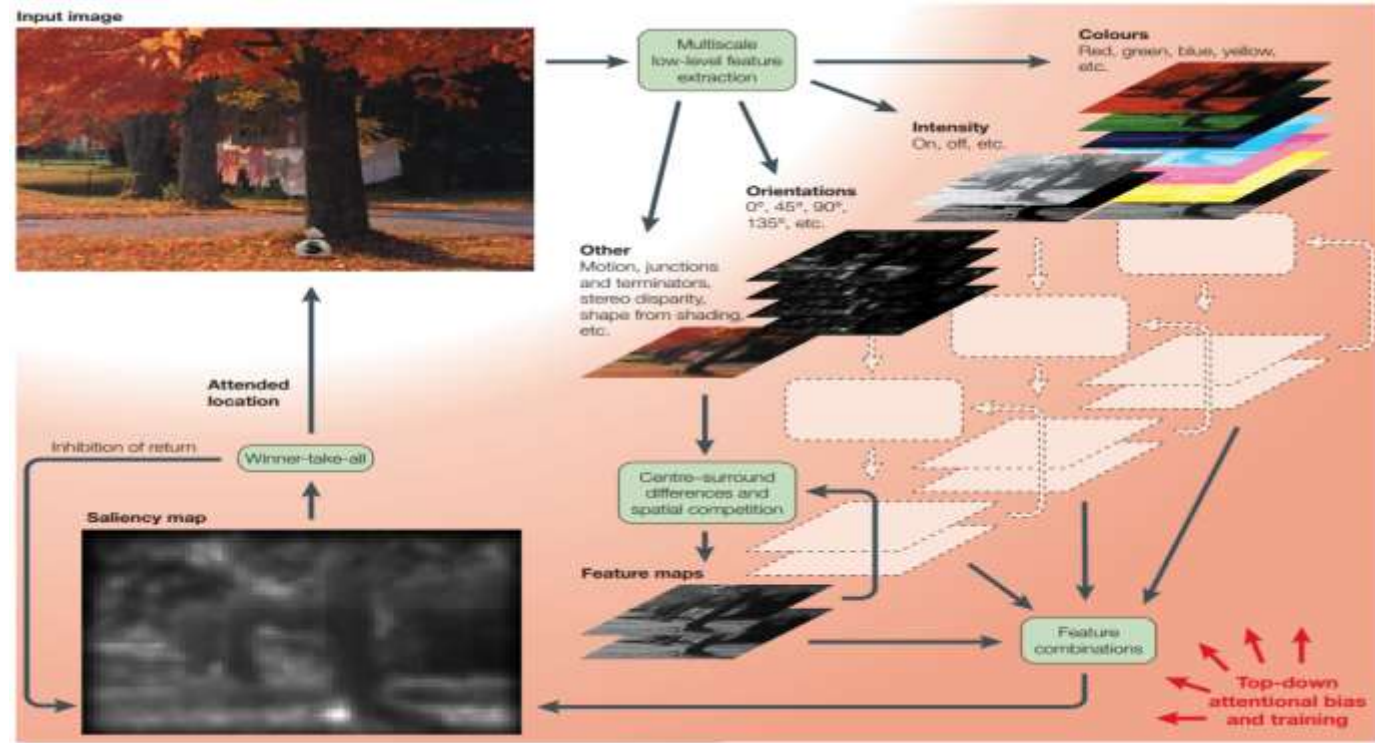 Input image
Multiscale
low-level feature
extraction
Colours
Red, green, blue, yellow,
etc.
Intensity
On, off, etc.
Orientations
0°, 45°, 90°,
135°, etc.
Other
Motion, junctions
and terminators,
stereo disparity,
shape from shading,
etc.
Attended
location
Inhibition of return
Winner-take-all
Centre–surround
differences and
spatial competition
Saliency map
Feature maps
Feature
combinations
Top-down
attentional bias
and training